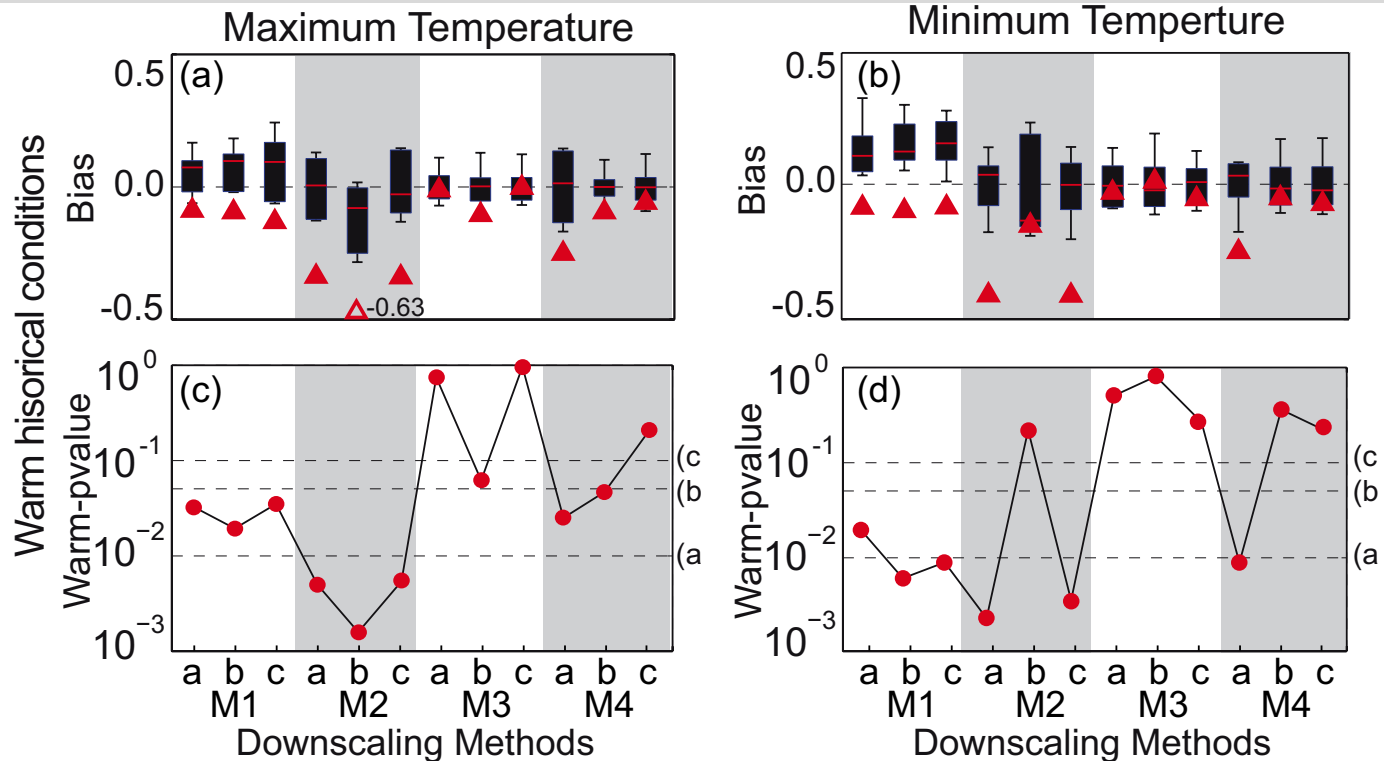 Maximum Temperature
Minimum Temperture
Warm hisorical conditions
Bias
0.5
0.0
-0.5
(a)
-0.63
Bias
0.5
0.0
-0.5
(b)
Warm-pvalue
10^0
10^−1
10^−2
10^−3
(c)
(c
(b
(a
a b c a b c a b c a b c
M1 M2 M3 M4
Downscaling Methods
Warm-pvalue
10^0
10^−1
10^−2
10^−3
(d)
(c
(b
(a
a b c a b c a b c a b c
M1 M2 M3 M4
Downscaling Methods